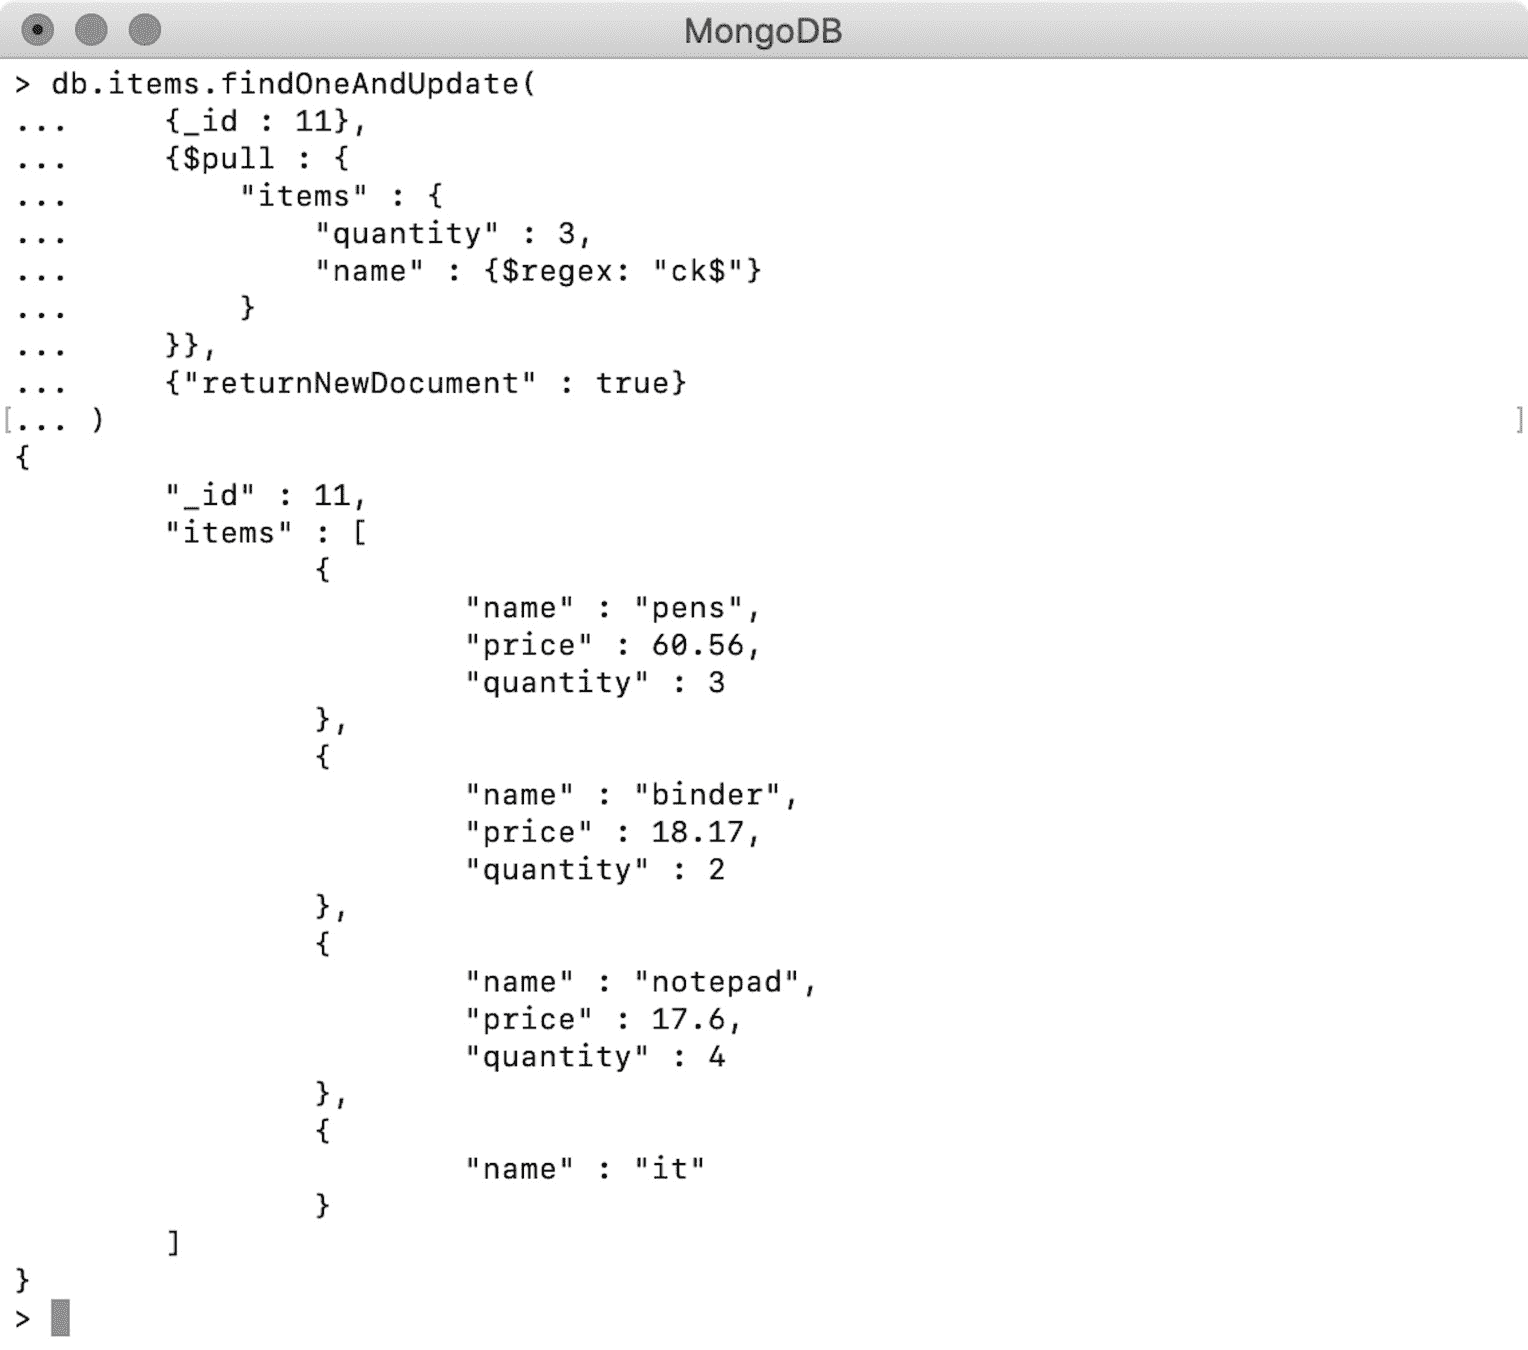 MongoDB
> db.items.findOneAndUpdate(
...     {_id : 11},
...     {$pull : {
...         "items" : {
...             "quantity" : 3,
...             "name" : {$regex: "ck$"}
...         }
...     }},
...     {"returnNewDocument" : true}
[... ) ]
{
        "_id" : 11,
        "items" : [
                {
                        "name" : "pens",
                        "price" : 60.56,
                        "quantity" : 3
                },
                {
                        "name" : "binder",
                        "price" : 18.17,
                        "quantity" : 2
                },
                {
                        "name" : "notepad",
                        "price" : 17.6,
                        "quantity" : 4
                },
                {
                        "name" : "it"
                }
        ]
}
>